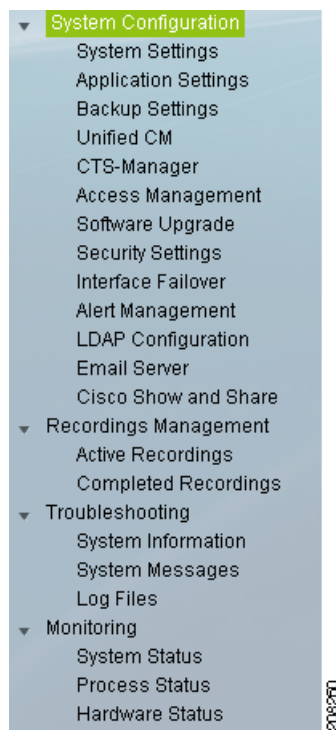 System Configuration
System Settings
Application Settings
Backup Settings
Unified CM
CTS-Manager
Access Management
Software Upgrade
Security Settings
Interface Failover
Alert Management
LDAP Configuration
Email Server
Cisco Show and Share
Recordings Management
Active Recordings
Completed Recordings
Troubleshooting
System Information
System Messages
Log Files
Monitoring
System Status
Process Status
Hardware Status
208250